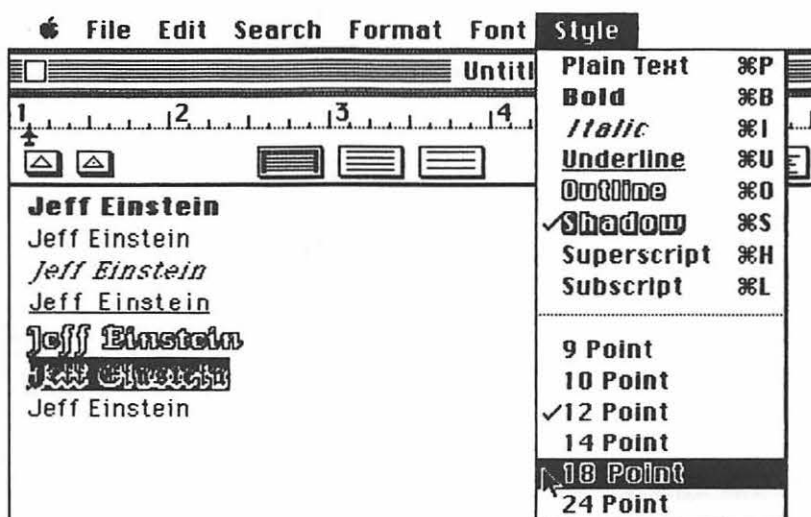 File Edit Search Format Font Style
Untitl
1 2 3 4
Plain Text ⌘P
Bold ⌘B
Italic ⌘I
Underline ⌘U
Outline ⌘O
✓Shadow ⌘S
Superscript ⌘H
Subscript ⌘L
9 Point
10 Point
✓12 Point
14 Point
18 Point
24 Point
Jeff Einstein
Jeff Einstein
Jeff Einstein
Jeff Einstein
Jeff Einstein
Jeff Einstein
Jeff Einstein